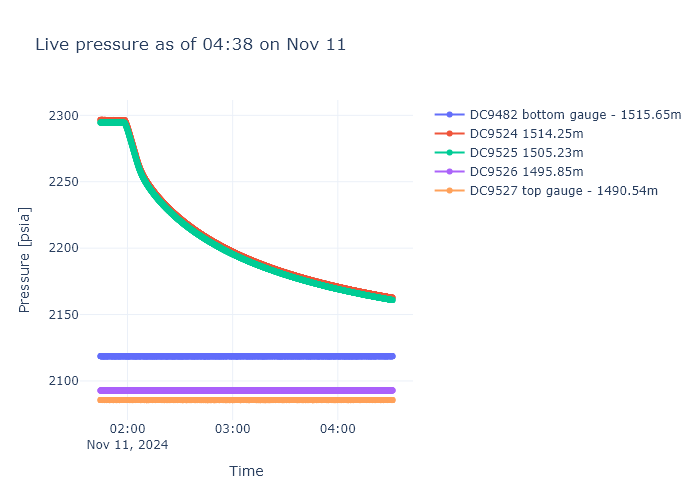 Live pressure as of 04:38 on Nov 11
DC9482 bottom gauge - 1515.65m
DC9524 1514.25m
DC9525 1505.23m
DC9526 1495.85m
DC9527 top gauge - 1490.54m
2300
2250
2200
2150
2100
Pressure [psia]
02:00
03:00
04:00
Nov 11, 2024
Time